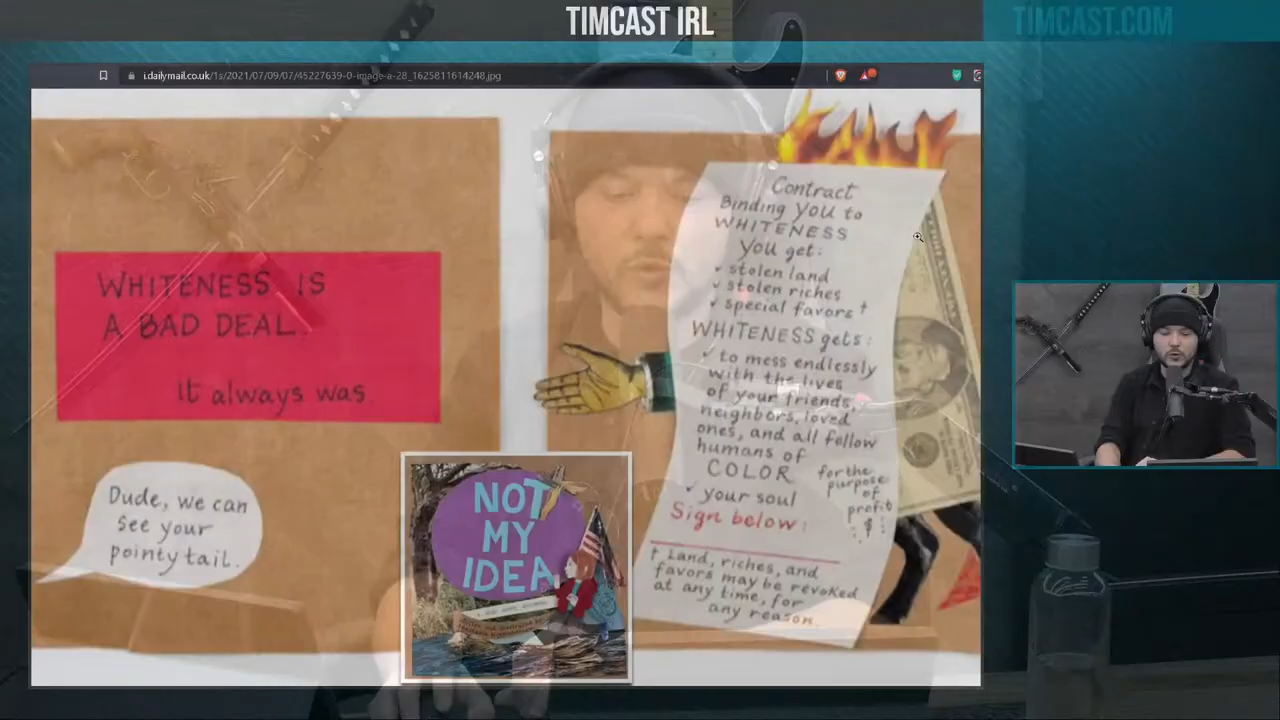 TIMCAST IRL
TIMCAST.COM
i.dailymail.co.uk/1s/2021/07/09/07/45227639-0-image-a-28_1625811614248.jpg
WHITENESS IS
A BAD DEAL.
It always was.
Dude, we can
see your
pointy tail.
NOT
MY
IDEA
Contract
Binding You to
WHITENESS
You get:
✓ stolen land
✓ stolen riches
✓ special favors †
WHITENESS gets:
✓ to mess endlessly
with the lives
of your friends,
neighbors, loved
ones, and all fellow
humans of
COLOR
for the
purpose
of
profit
✓ your soul
Sign below:
† Land, riches, and
favors may be revoked
at any time, for
any reason.